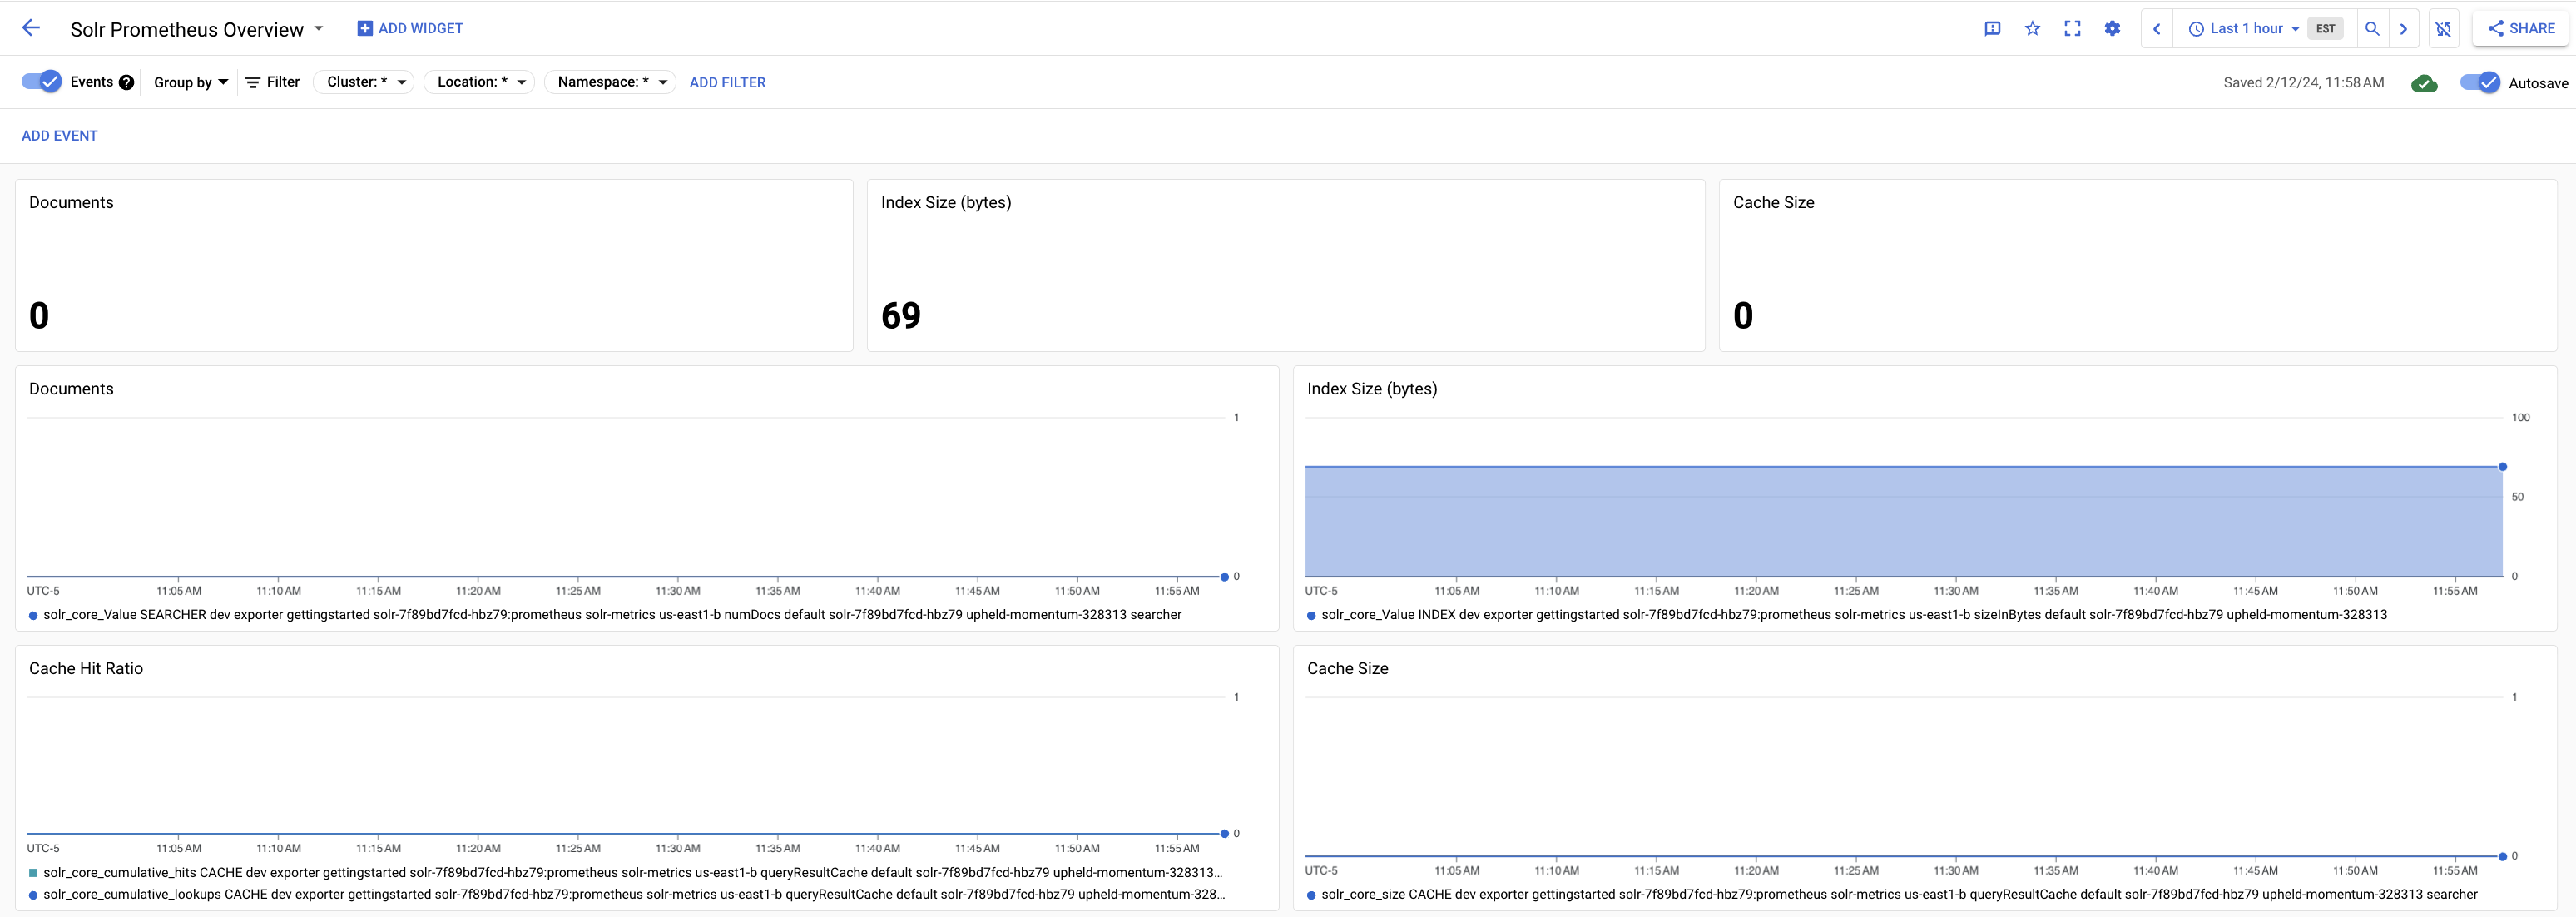 Solr Prometheus Overview ADD WIDGET Last 1 hour EST SHARE
Events Group by Filter Cluster: * Location: * Namespace: * ADD FILTER Saved 2/12/24, 11:58 AM Autosave
ADD EVENT
Documents
0
Index Size (bytes)
69
Cache Size
0
Documents
1
0
UTC-5 11:05 AM 11:10 AM 11:15 AM 11:20 AM 11:25 AM 11:30 AM 11:35 AM 11:40 AM 11:45 AM 11:50 AM 11:55 AM
solr_core_Value SEARCHER dev exporter gettingstarted solr-7f89bd7fcd-hbz79:prometheus solr-metrics us-east1-b numDocs default solr-7f89bd7fcd-hbz79 upheld-momentum-328313 searcher
Index Size (bytes)
100
50
0
UTC-5 11:05 AM 11:10 AM 11:15 AM 11:20 AM 11:25 AM 11:30 AM 11:35 AM 11:40 AM 11:45 AM 11:50 AM 11:55 AM
solr_core_Value INDEX dev exporter gettingstarted solr-7f89bd7fcd-hbz79:prometheus solr-metrics us-east1-b sizeInBytes default solr-7f89bd7fcd-hbz79 upheld-momentum-328313
Cache Hit Ratio
1
0
UTC-5 11:05 AM 11:10 AM 11:15 AM 11:20 AM 11:25 AM 11:30 AM 11:35 AM 11:40 AM 11:45 AM 11:50 AM 11:55 AM
solr_core_cumulative_hits CACHE dev exporter gettingstarted solr-7f89bd7fcd-hbz79:prometheus solr-metrics us-east1-b queryResultCache default solr-7f89bd7fcd-hbz79 upheld-momentum-328313...
solr_core_cumulative_lookups CACHE dev exporter gettingstarted solr-7f89bd7fcd-hbz79:prometheus solr-metrics us-east1-b queryResultCache default solr-7f89bd7fcd-hbz79 upheld-momentum-328...
Cache Size
1
0
UTC-5 11:05 AM 11:10 AM 11:15 AM 11:20 AM 11:25 AM 11:30 AM 11:35 AM 11:40 AM 11:45 AM 11:50 AM 11:55 AM
solr_core_size CACHE dev exporter gettingstarted solr-7f89bd7fcd-hbz79:prometheus solr-metrics us-east1-b queryResultCache default solr-7f89bd7fcd-hbz79 upheld-momentum-328313 searcher